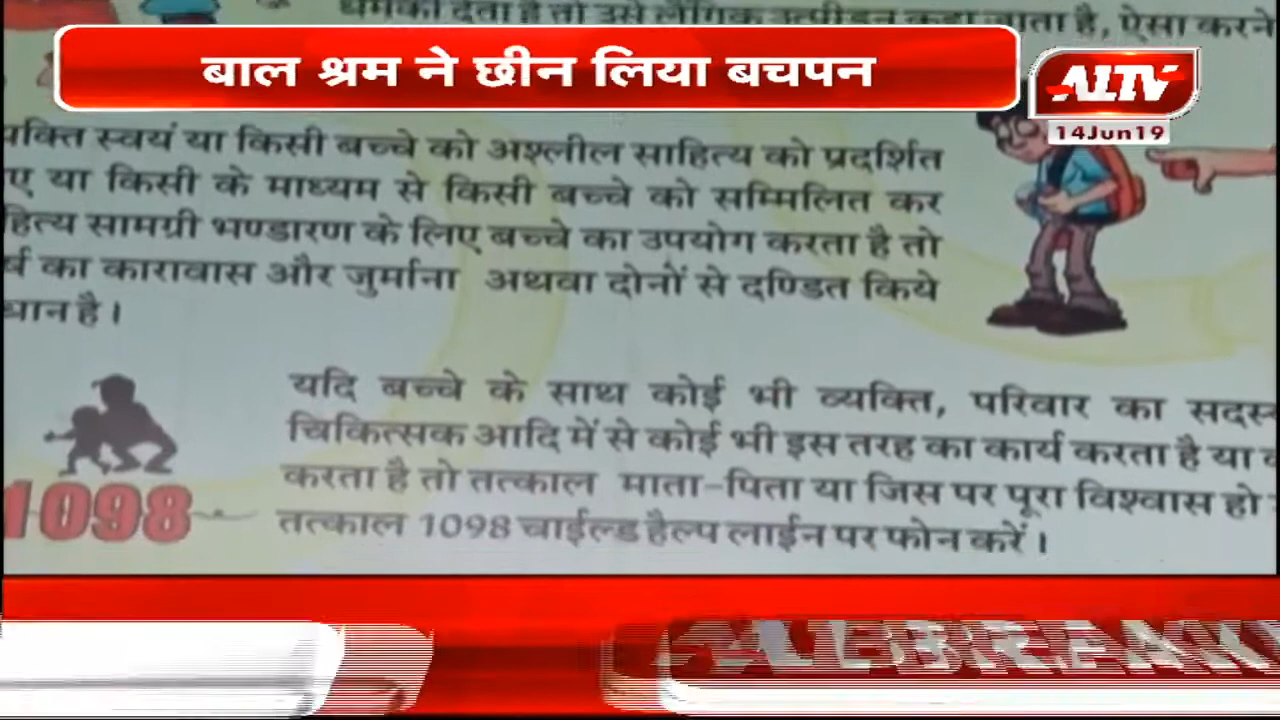 धमकी देता है तो उसे लैंगिक उत्पीड़न कहा जाता है, ऐसा करने
बाल श्रम ने छीन लिया बचपन
ALTV
14Jun19
स्वयं या किसी बच्चे को अश्लील साहित्य को प्रदर्शित
या किसी के माध्यम से किसी बच्चे को सम्मिलित कर
सामग्री भण्डारण के लिए बच्चे का उपयोग करता है तो
का कारावास और जुर्माना अथवा दोनों से दण्डित किये
है।
यदि बच्चे के साथ कोई भी व्यक्ति, परिवार का
चिकित्सक आदि में से कोई भी इस तरह का कार्य करता है या
करता है तो तत्काल माता-पिता या जिस पर पूरा विश्वास हो
1098
तत्काल 1098 चाईल्ड हैल्प लाईन पर फोन करें।